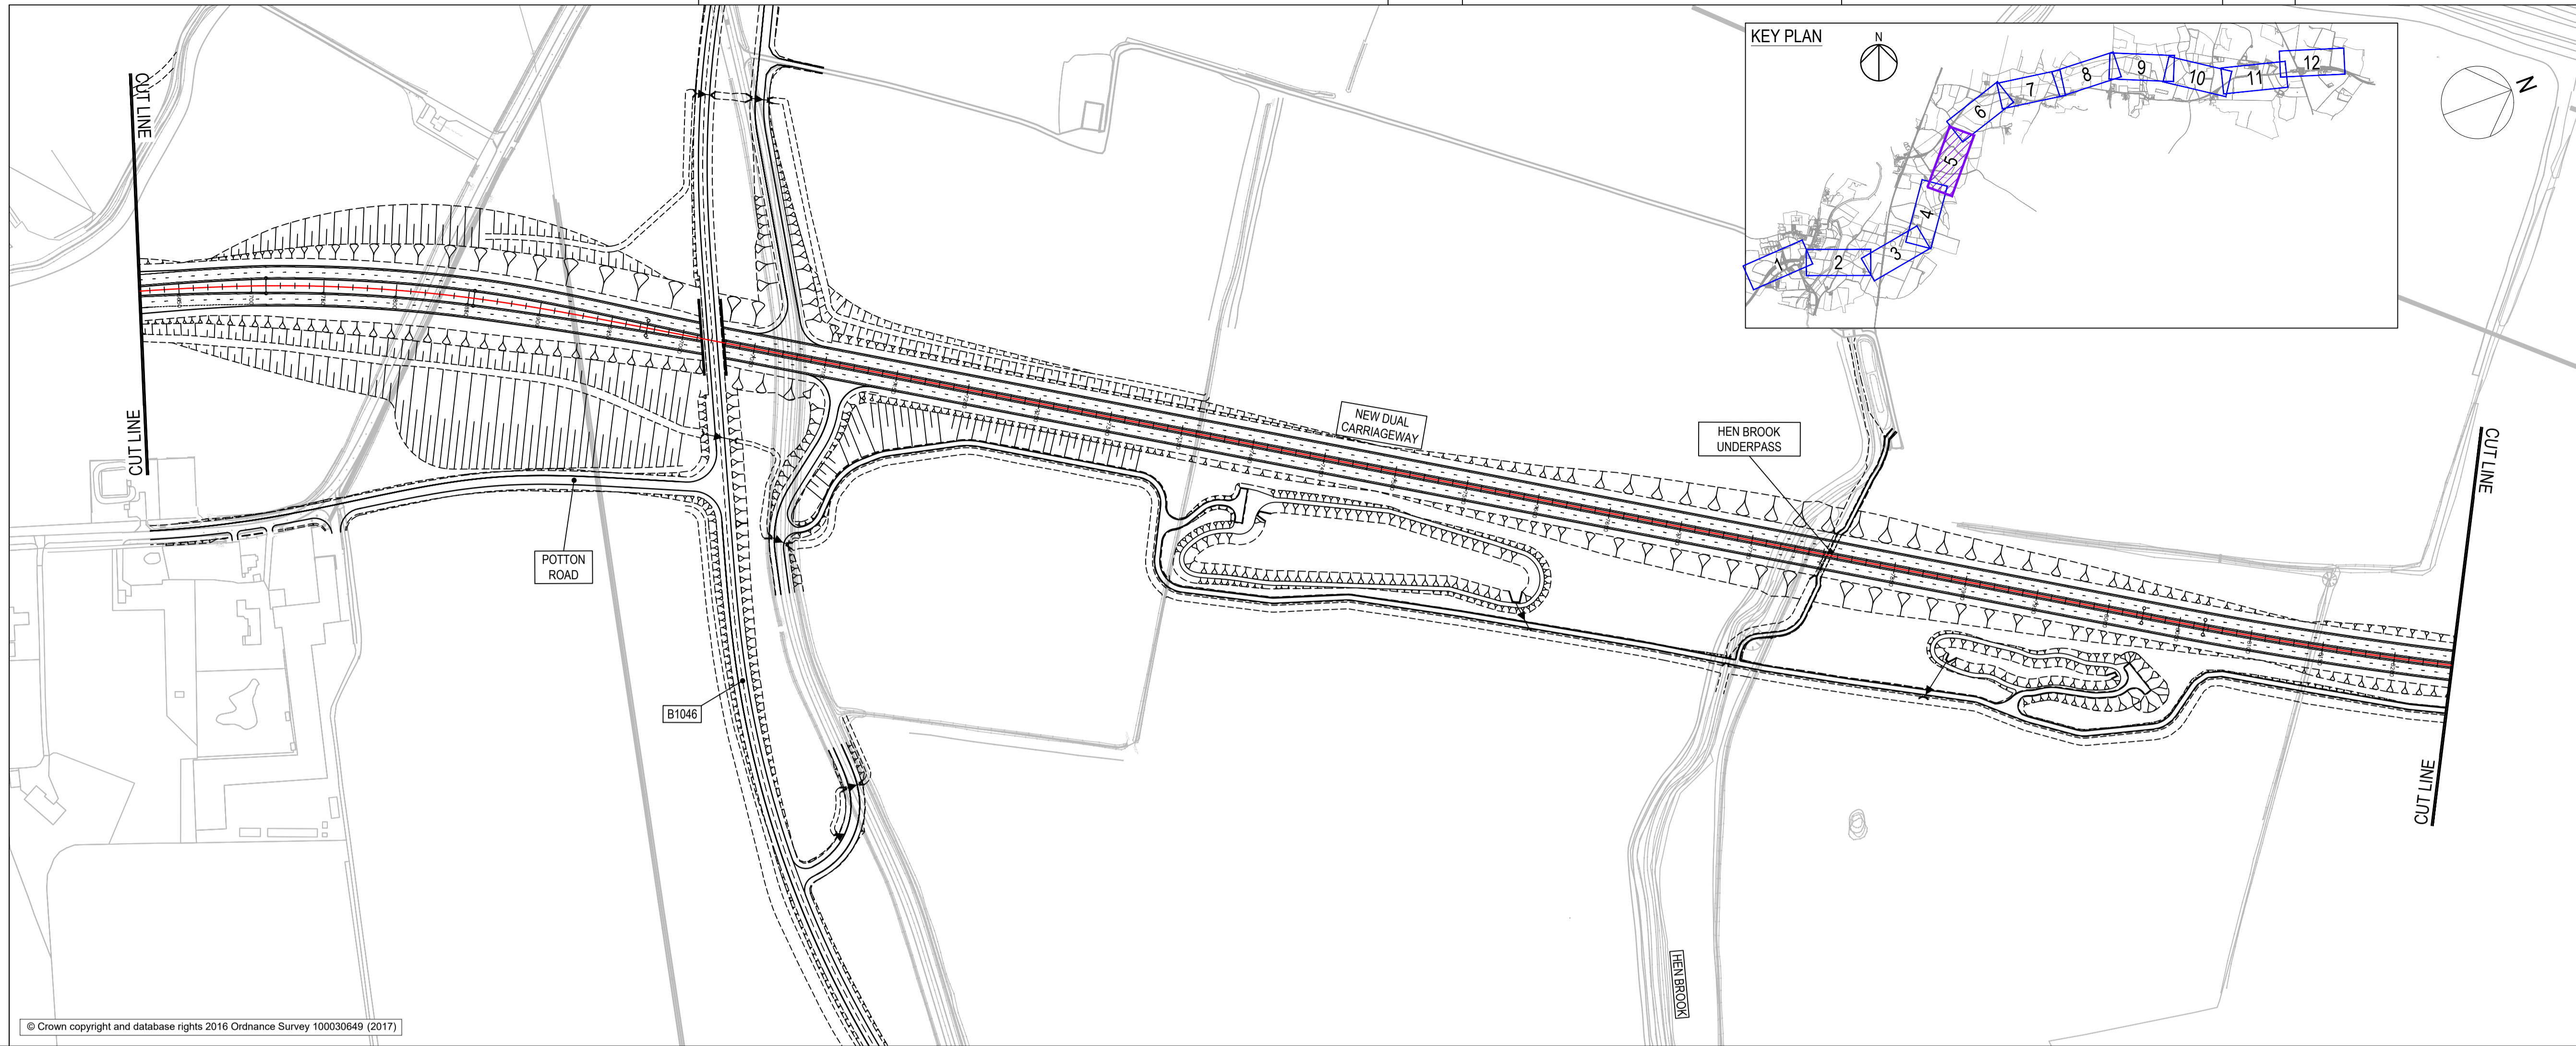 KEY PLAN
N
1
2
3
4
5
6
7
8
9
10
11
12
N
CUT LINE
CUT LINE
CUT LINE
CUT LINE
NEW DUAL
CARRIAGEWAY
HEN BROOK
UNDERPASS
POTTON
ROAD
B1046
HEN BROOK
© Crown copyright and database rights 2016 Ordnance Survey 100030649 (2017)